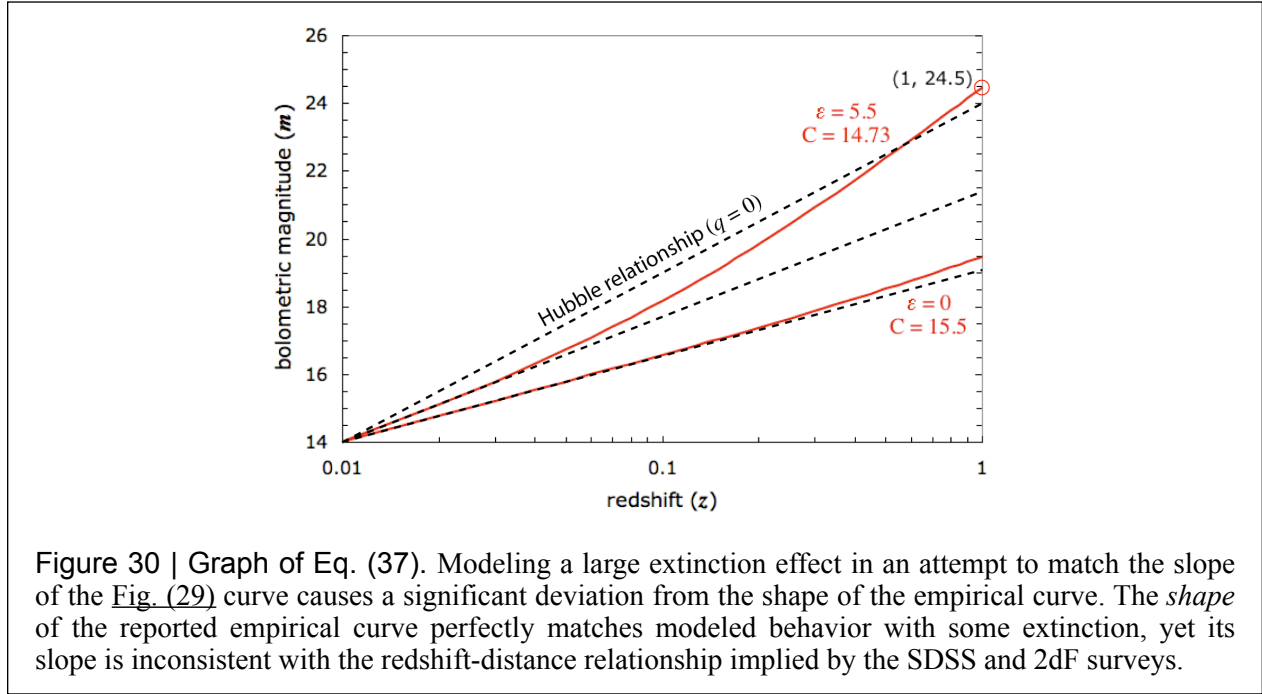 26
24
22
20
18
16
14
bolometric magnitude (m)
(1, 24.5)
ε = 5.5
C = 14.73
Hubble relationship (q = 0)
ε = 0
C = 15.5
0.01
0.1
1
redshift (z)
Figure 30 | Graph of Eq. (37). Modeling a large extinction effect in an attempt to match the slope
of the Fig. (29) curve causes a significant deviation from the shape of the empirical curve. The shape
of the reported empirical curve perfectly matches modeled behavior with some extinction, yet its
slope is inconsistent with the redshift-distance relationship implied by the SDSS and 2dF surveys.